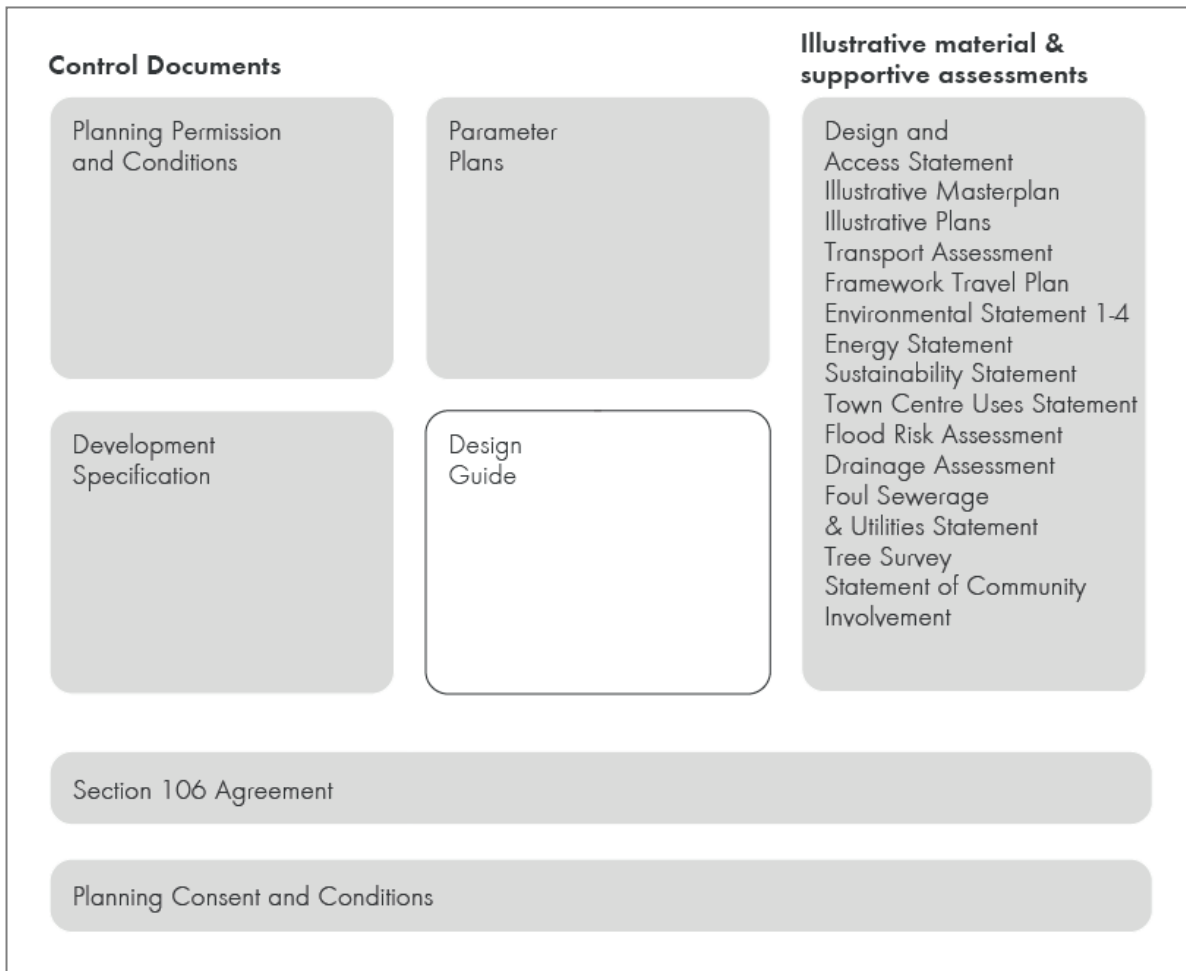 Control Documents
Planning Permission
and Conditions
Parameter
Plans
Development
Specification
Design
Guide
Illustrative material &
supportive assessments
Design and
Access Statement
Illustrative Masterplan
Illustrative Plans
Transport Assessment
Framework Travel Plan
Environmental Statement 1-4
Energy Statement
Sustainability Statement
Town Centre Uses Statement
Flood Risk Assessment
Drainage Assessment
Foul Sewerage
& Utilities Statement
Tree Survey
Statement of Community
Involvement
Section 106 Agreement
Planning Consent and Conditions